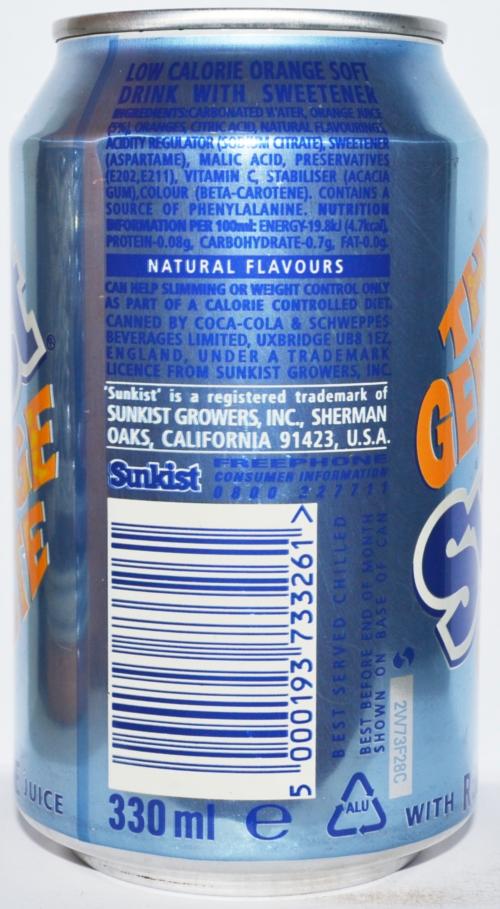 LOW CALORIE ORANGE SOFT
DRINK WITH SWEETENER
INGREDIENTS: CARBONATED WATER, ORANGE JUICE
(5%), ORANGES, CITRIC ACID, NATURAL FLAVOURINGS,
ACIDITY REGULATOR (SODIUM CITRATE), SWEETENER
(ASPARTAME), MALIC ACID, PRESERVATIVES
(E202,E211), VITAMIN C, STABILISER (ACACIA
GUM),COLOUR (BETA-CAROTENE). CONTAINS A
SOURCE OF PHENYLALANINE. NUTRITION
INFORMATION PER 100ml: ENERGY-19.8kJ (4.7kcal),
PROTEIN-0.08g, CARBOHYDRATE-0.7g, FAT-0.0g.
NATURAL FLAVOURS
CAN HELP SLIMMING OR WEIGHT CONTROL ONLY
AS PART OF A CALORIE CONTROLLED DIET.
CANNED BY COCA-COLA & SCHWEPPES
BEVERAGES LIMITED, UXBRIDGE UB8 1EZ,
ENGLAND, UNDER A TRADEMARK
LICENCE FROM SUNKIST GROWERS, INC.
'Sunkist' is a registered trademark of
SUNKIST GROWERS, INC., SHERMAN
OAKS, CALIFORNIA 91423, U.S.A.
Sunkist
FREEPHONE
CONSUMER INFORMATION
0800 227711
5 000193 733261 >
BEST SERVED CHILLED
BEST BEFORE END OF MONTH
SHOWN ON BASE OF CAN
2W73F28C
330 ml e
ALU
JUICE
WITH